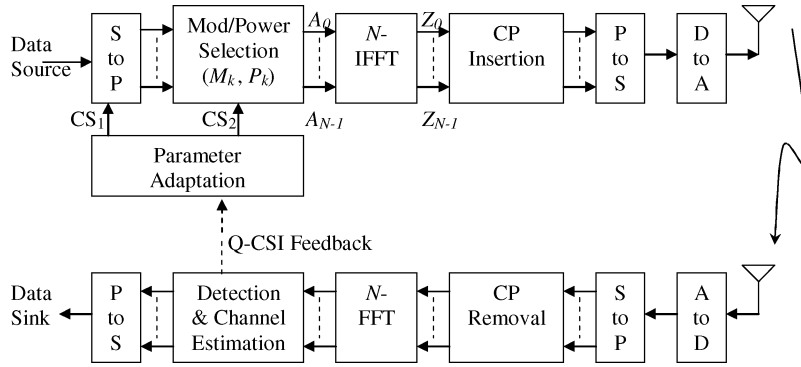 Data
Source
S
to
P
Mod/Power
Selection
(M_k, P_k)
A_0
A_{N-1}
N-
IFFT
Z_0
Z_{N-1}
CP
Insertion
P
to
S
D
to
A
CS_1
CS_2
Parameter
Adaptation
Q-CSI Feedback
Data
Sink
P
to
S
Detection
& Channel
Estimation
N-
FFT
CP
Removal
S
to
P
A
to
D